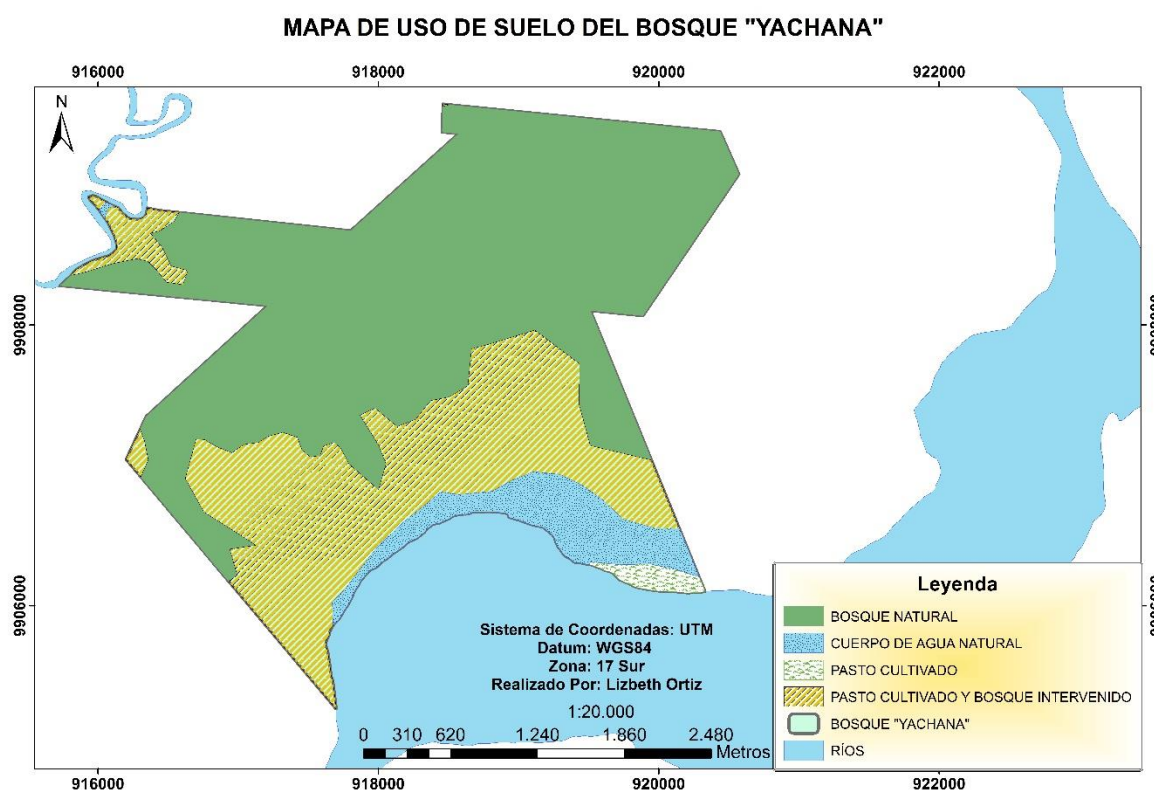 MAPA DE USO DE SUELO DEL BOSQUE "YACHANA"
916000
918000
920000
922000
N
9908000
9908000
9906000
9906000
Sistema de Coordenadas: UTM
Datum: WGS84
Zona: 17 Sur
Realizado Por: Lizbeth Ortiz
1:20.000
0 310 620 1.240 1.860 2.480
Metros
Leyenda
BOSQUE NATURAL
CUERPO DE AGUA NATURAL
PASTO CULTIVADO
PASTO CULTIVADO Y BOSQUE INTERVENIDO
BOSQUE "YACHANA"
RÍOS
916000
918000
920000
922000